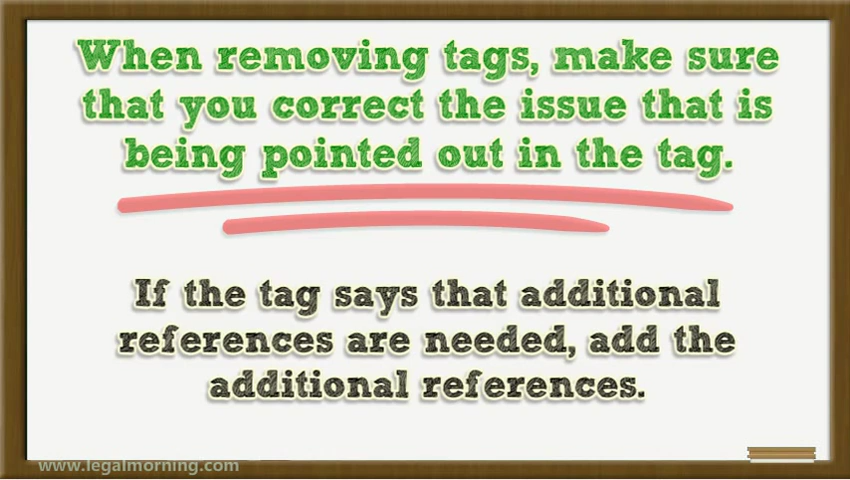 When removing tags, make sure
that you correct the issue that is
being pointed out in the tag.
If the tag says that additional
references are needed, add the
additional references.
www.legalmorning.com